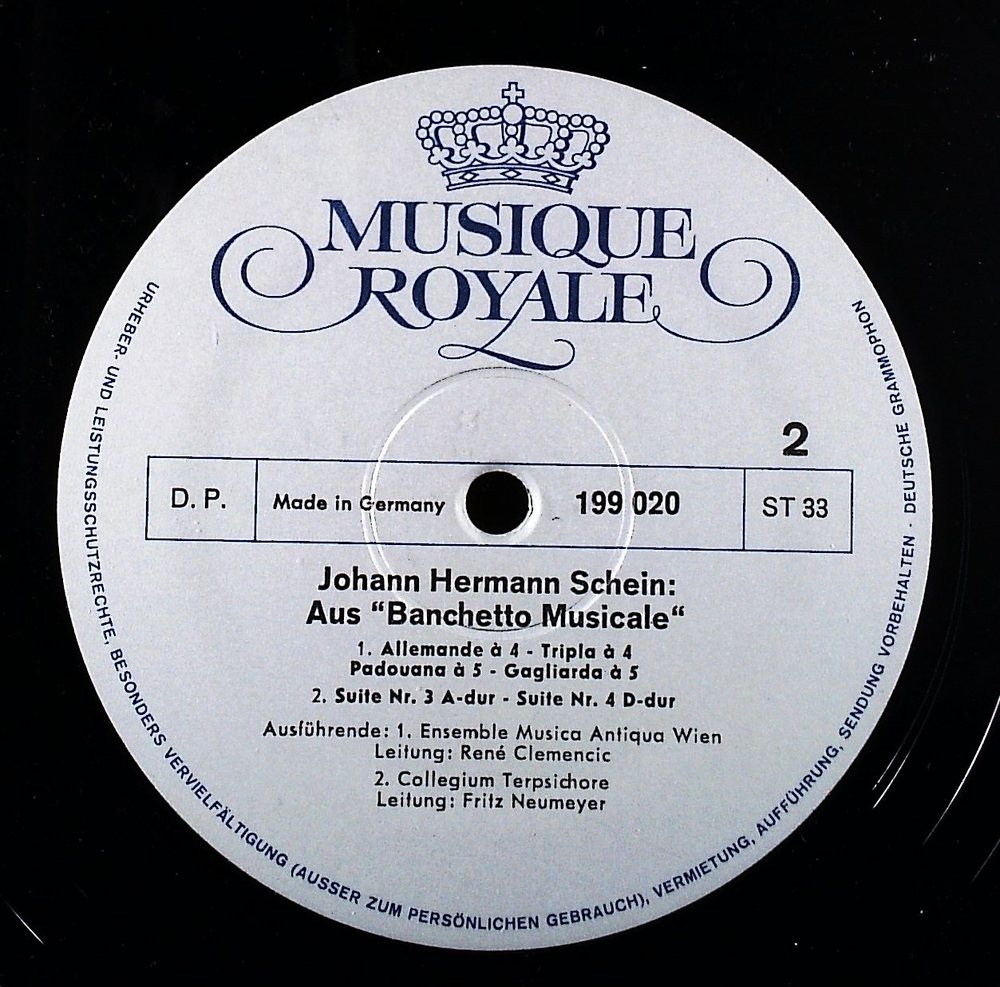 MUSIQUE
ROYALE
2
D. P.
Made in Germany
199 020
ST 33
Johann Hermann Schein:
Aus "Banchetto Musicale“
1. Allemande à 4 - Tripla à 4
Padouana à 5 - Gagliarda à 5
2. Suite Nr. 3 A-dur - Suite Nr. 4 D-dur
Ausführende: 1. Ensemble Musica Antiqua Wien
Leitung: René Clemencic
2. Collegium Terpsichore
Leitung: Fritz Neumeyer
URHEBER- UND LEISTUNGSSCHUTZRECHTE, BESONDERS VERVIELFÄLTIGUNG (AUSSER ZUM PERSÖNLICHEN GEBRAUCH), VERMIETUNG, AUFFÜHRUNG, SENDUNG VORBEHALTEN · DEUTSCHE GRAMMOPHON